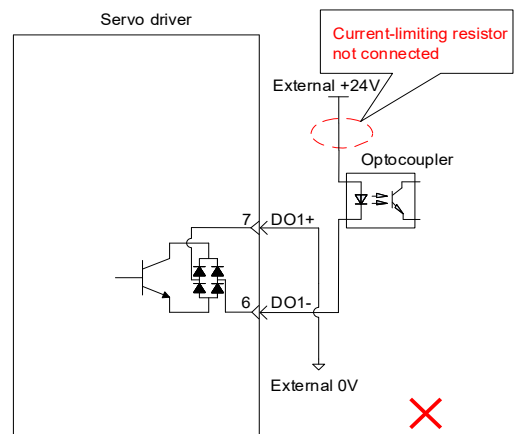 Servo driver
Current-limiting resistor
not connected
External +24V
Optocoupler
7 DO1+
6 DO1-
External 0V